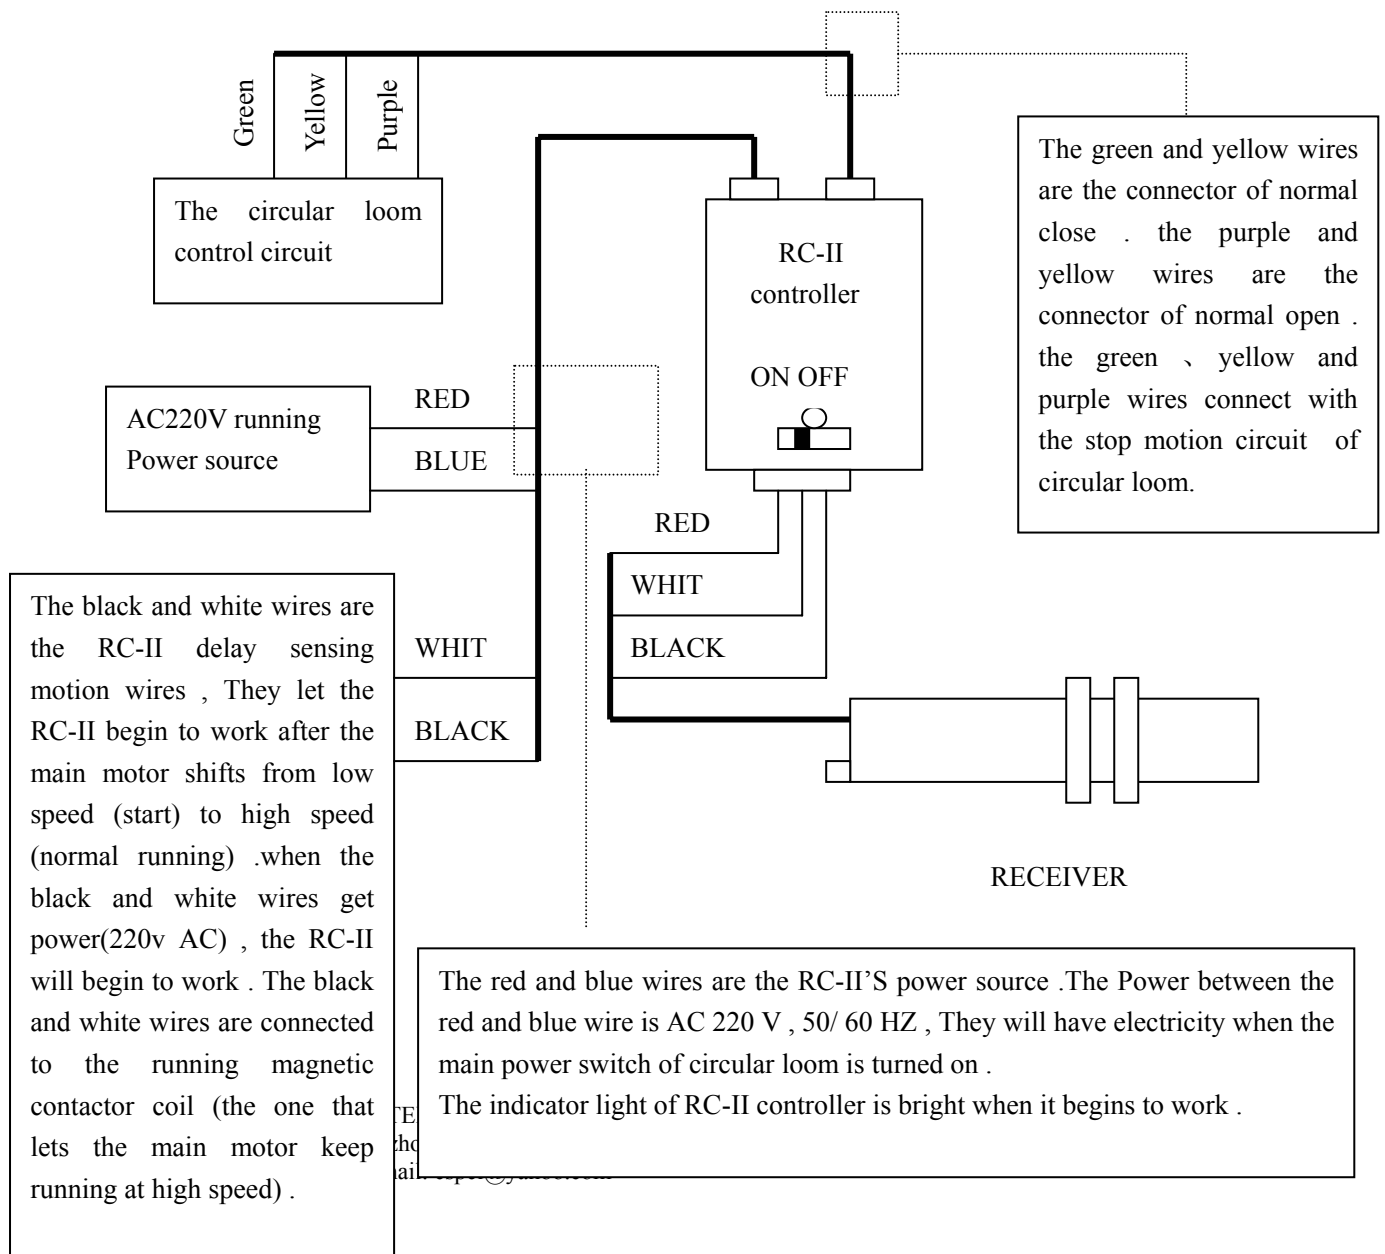 Green
Yellow
Purple
The circular loom
control circuit
RC-II
controller
ON OFF
The green and yellow wires
are the connector of normal
close . the purple and
yellow wires are the
connector of normal open .
the green 、 yellow and
purple wires connect with
the stop motion circuit of
circular loom.
AC220V running
Power source
RED
BLUE
RED
WHIT
BLACK
WHIT
BLACK
The black and white wires are
the RC-II delay sensing
motion wires , They let the
RC-II begin to work after the
main motor shifts from low
speed (start) to high speed
(normal running) .when the
black and white wires get
power(220v AC) , the RC-II
will begin to work . The black
and white wires are connected
to the running magnetic
contactor coil (the one that
lets the main motor keep
running at high speed) .
RECEIVER
The red and blue wires are the RC-II’S power source .The Power between the
red and blue wire is AC 220 V , 50/ 60 HZ , They will have electricity when the
main power switch of circular loom is turned on .
The indicator light of RC-II controller is bright when it begins to work .